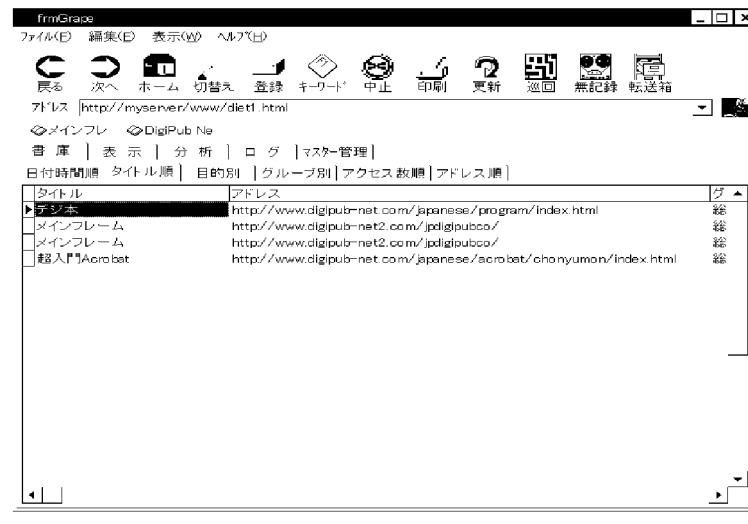 frmGrape
ファイル(F) 編集(E) 表示(W) ヘルプ(H)
戻る 次へ ホーム 切替え 登録 キーワード 中止 印刷 更新 巡回 無記録 転送箱
アドレス http://myserver/www/diet1.html
メインフレ DigiPub Ne
書庫 表示 分析 ログ マスター管理
日付時間順 タイトル順 目的別 グループ別 アクセス数順 アドレス順
タイトル アドレス グ
デジ本 http://www.digipub-net.com/japanese/program/index.html 総
メインフレーム http://www.digipub-net2.com/jpdigipubco/ 総
メインフレーム http://www.digipub-net2.com/jpdigipubco/ 総
超入門Acrobat http://www.digipub-net.com/japanese/acrobat/chonyumon/index.html 総